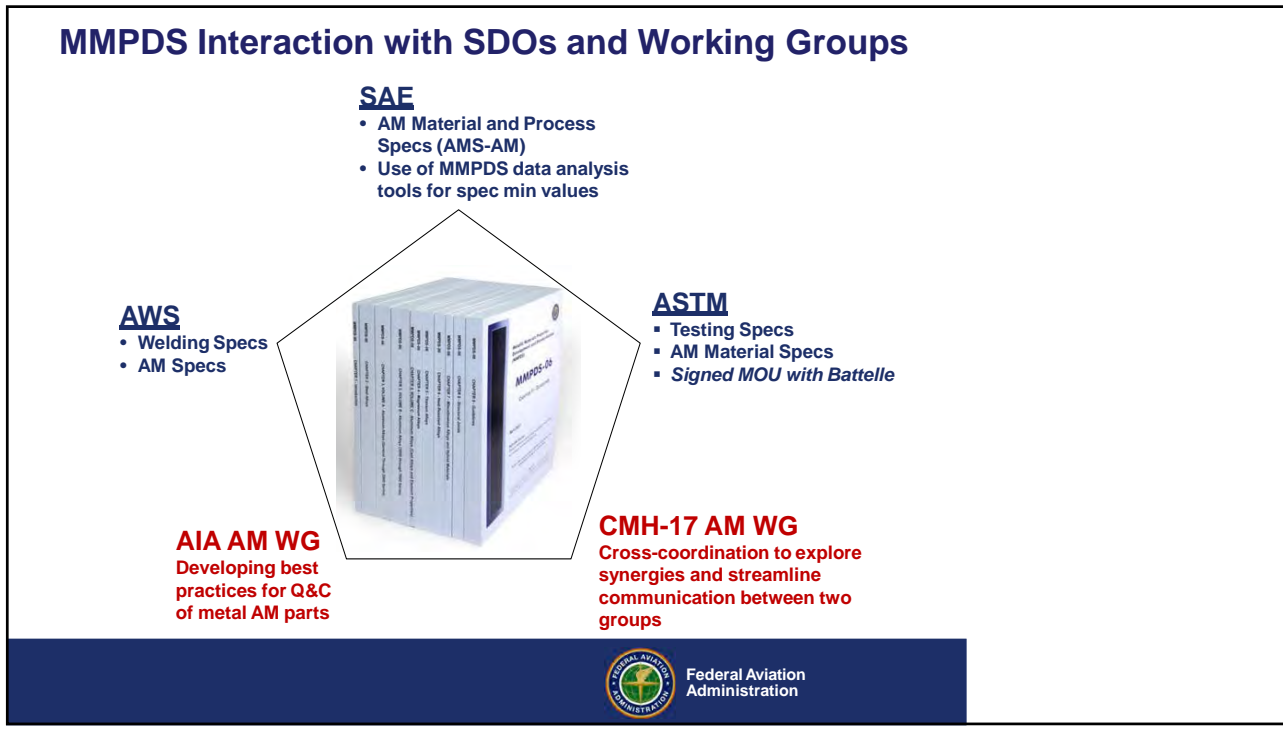 MMPDS Interaction with SDOs and Working Groups
SAE
• AM Material and Process
Specs (AMS-AM)
• Use of MMPDS data analysis
tools for spec min values
AWS
• Welding Specs
• AM Specs
ASTM
▪ Testing Specs
▪ AM Material Specs
▪ Signed MOU with Battelle
MMPDS-06
AIA AM WG
Developing best
practices for Q&C
of metal AM parts
CMH-17 AM WG
Cross-coordination to explore
synergies and streamline
communication between two
groups
FEDERAL AVIATION
ADMINISTRATION
Federal Aviation
Administration